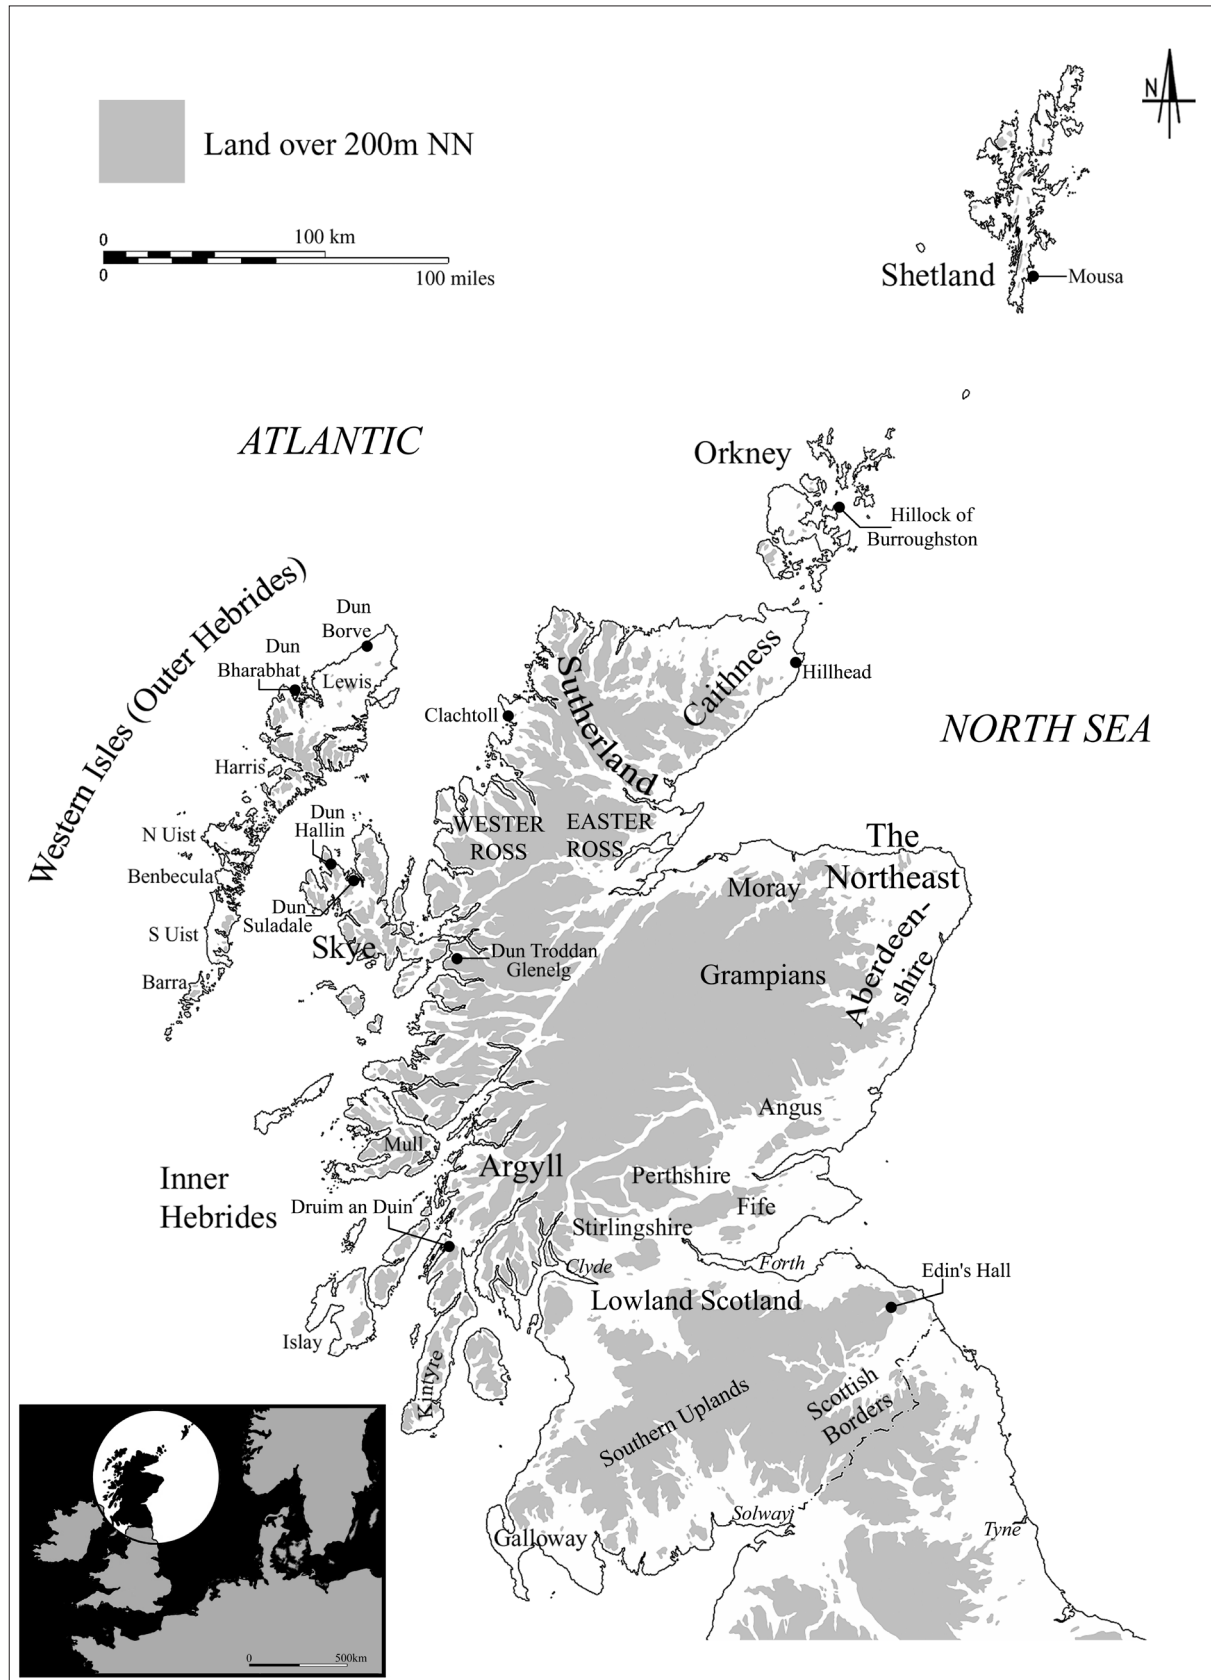 N
Land over 200m NN
0
100 km
0
100 miles
Shetland
Mousa
ATLANTIC
Orkney
Hillock of
Burroughston
Western Isles (Outer Hebrides)
Dun
Borve
Dun
Bharabhat
Lewis
Sutherland
Caithness
Hillhead
Clachtoll
NORTH SEA
Harris
Dun
Hallin
N Uist
WESTER
ROSS
EASTER
ROSS
The
Northeast
Benbecula
Moray
Dun
Suladale
S Uist
Skye
Dun Troddan
Glenelg
Aberdeen-
shire
Grampians
Barra
Angus
Mull
Argyll
Perthshire
Inner
Hebrides
Druim an Duin
Fife
Stirlingshire
Clyde
Forth
Edin's Hall
Lowland Scotland
Islay
Kintyre
Southern Uplands
Scottish
Borders
Solway
Tyne
Galloway
0
500km